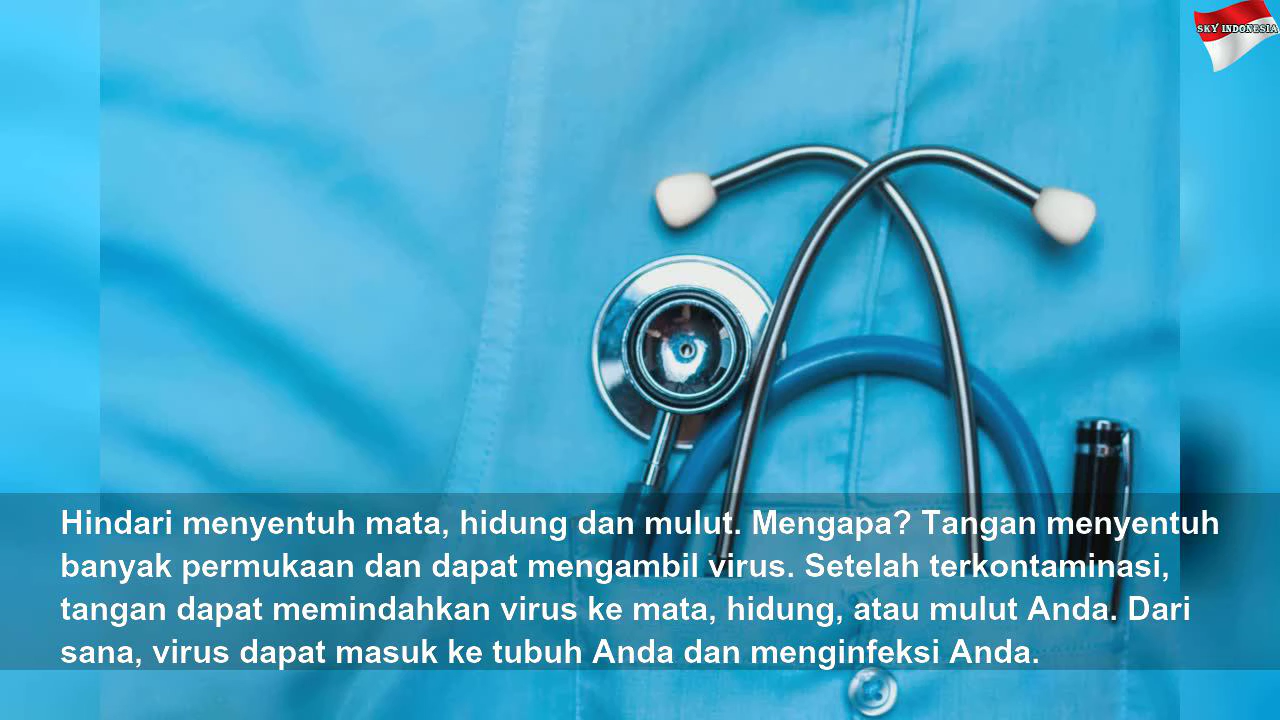 SKY INDONESIA
Hindari menyentuh mata, hidung dan mulut. Mengapa? Tangan menyentuh
banyak permukaan dan dapat mengambil virus. Setelah terkontaminasi,
tangan dapat memindahkan virus ke mata, hidung, atau mulut Anda. Dari
sana, virus dapat masuk ke tubuh Anda dan menginfeksi Anda.